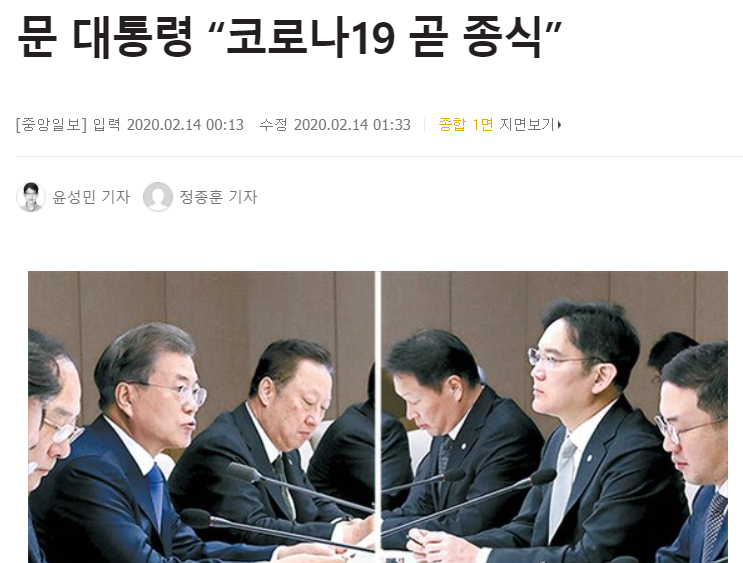 문 대통령 “코로나19 곧 종식”
[중앙일보] 입력 2020.02.14 00:13 수정 2020.02.14 01:33 종합 1면 지면보기
윤성민 기자 정종훈 기자